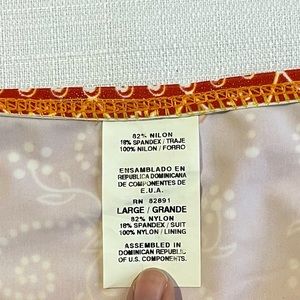 82% NILON
18% SPANDEX / TRAJE
100% NILON / FORRO
ENSAMBLADO EN
REPUBLICA DOMINICANA
DE COMPONENTES DE
E.U.A.
RN 82891
LARGE / GRANDE
82% NYLON
18% SPANDEX / SUIT
100% NYLON / LINING
ASSEMBLED IN
DOMINICAN REPUBLIC
OF U.S. COMPONENTS.